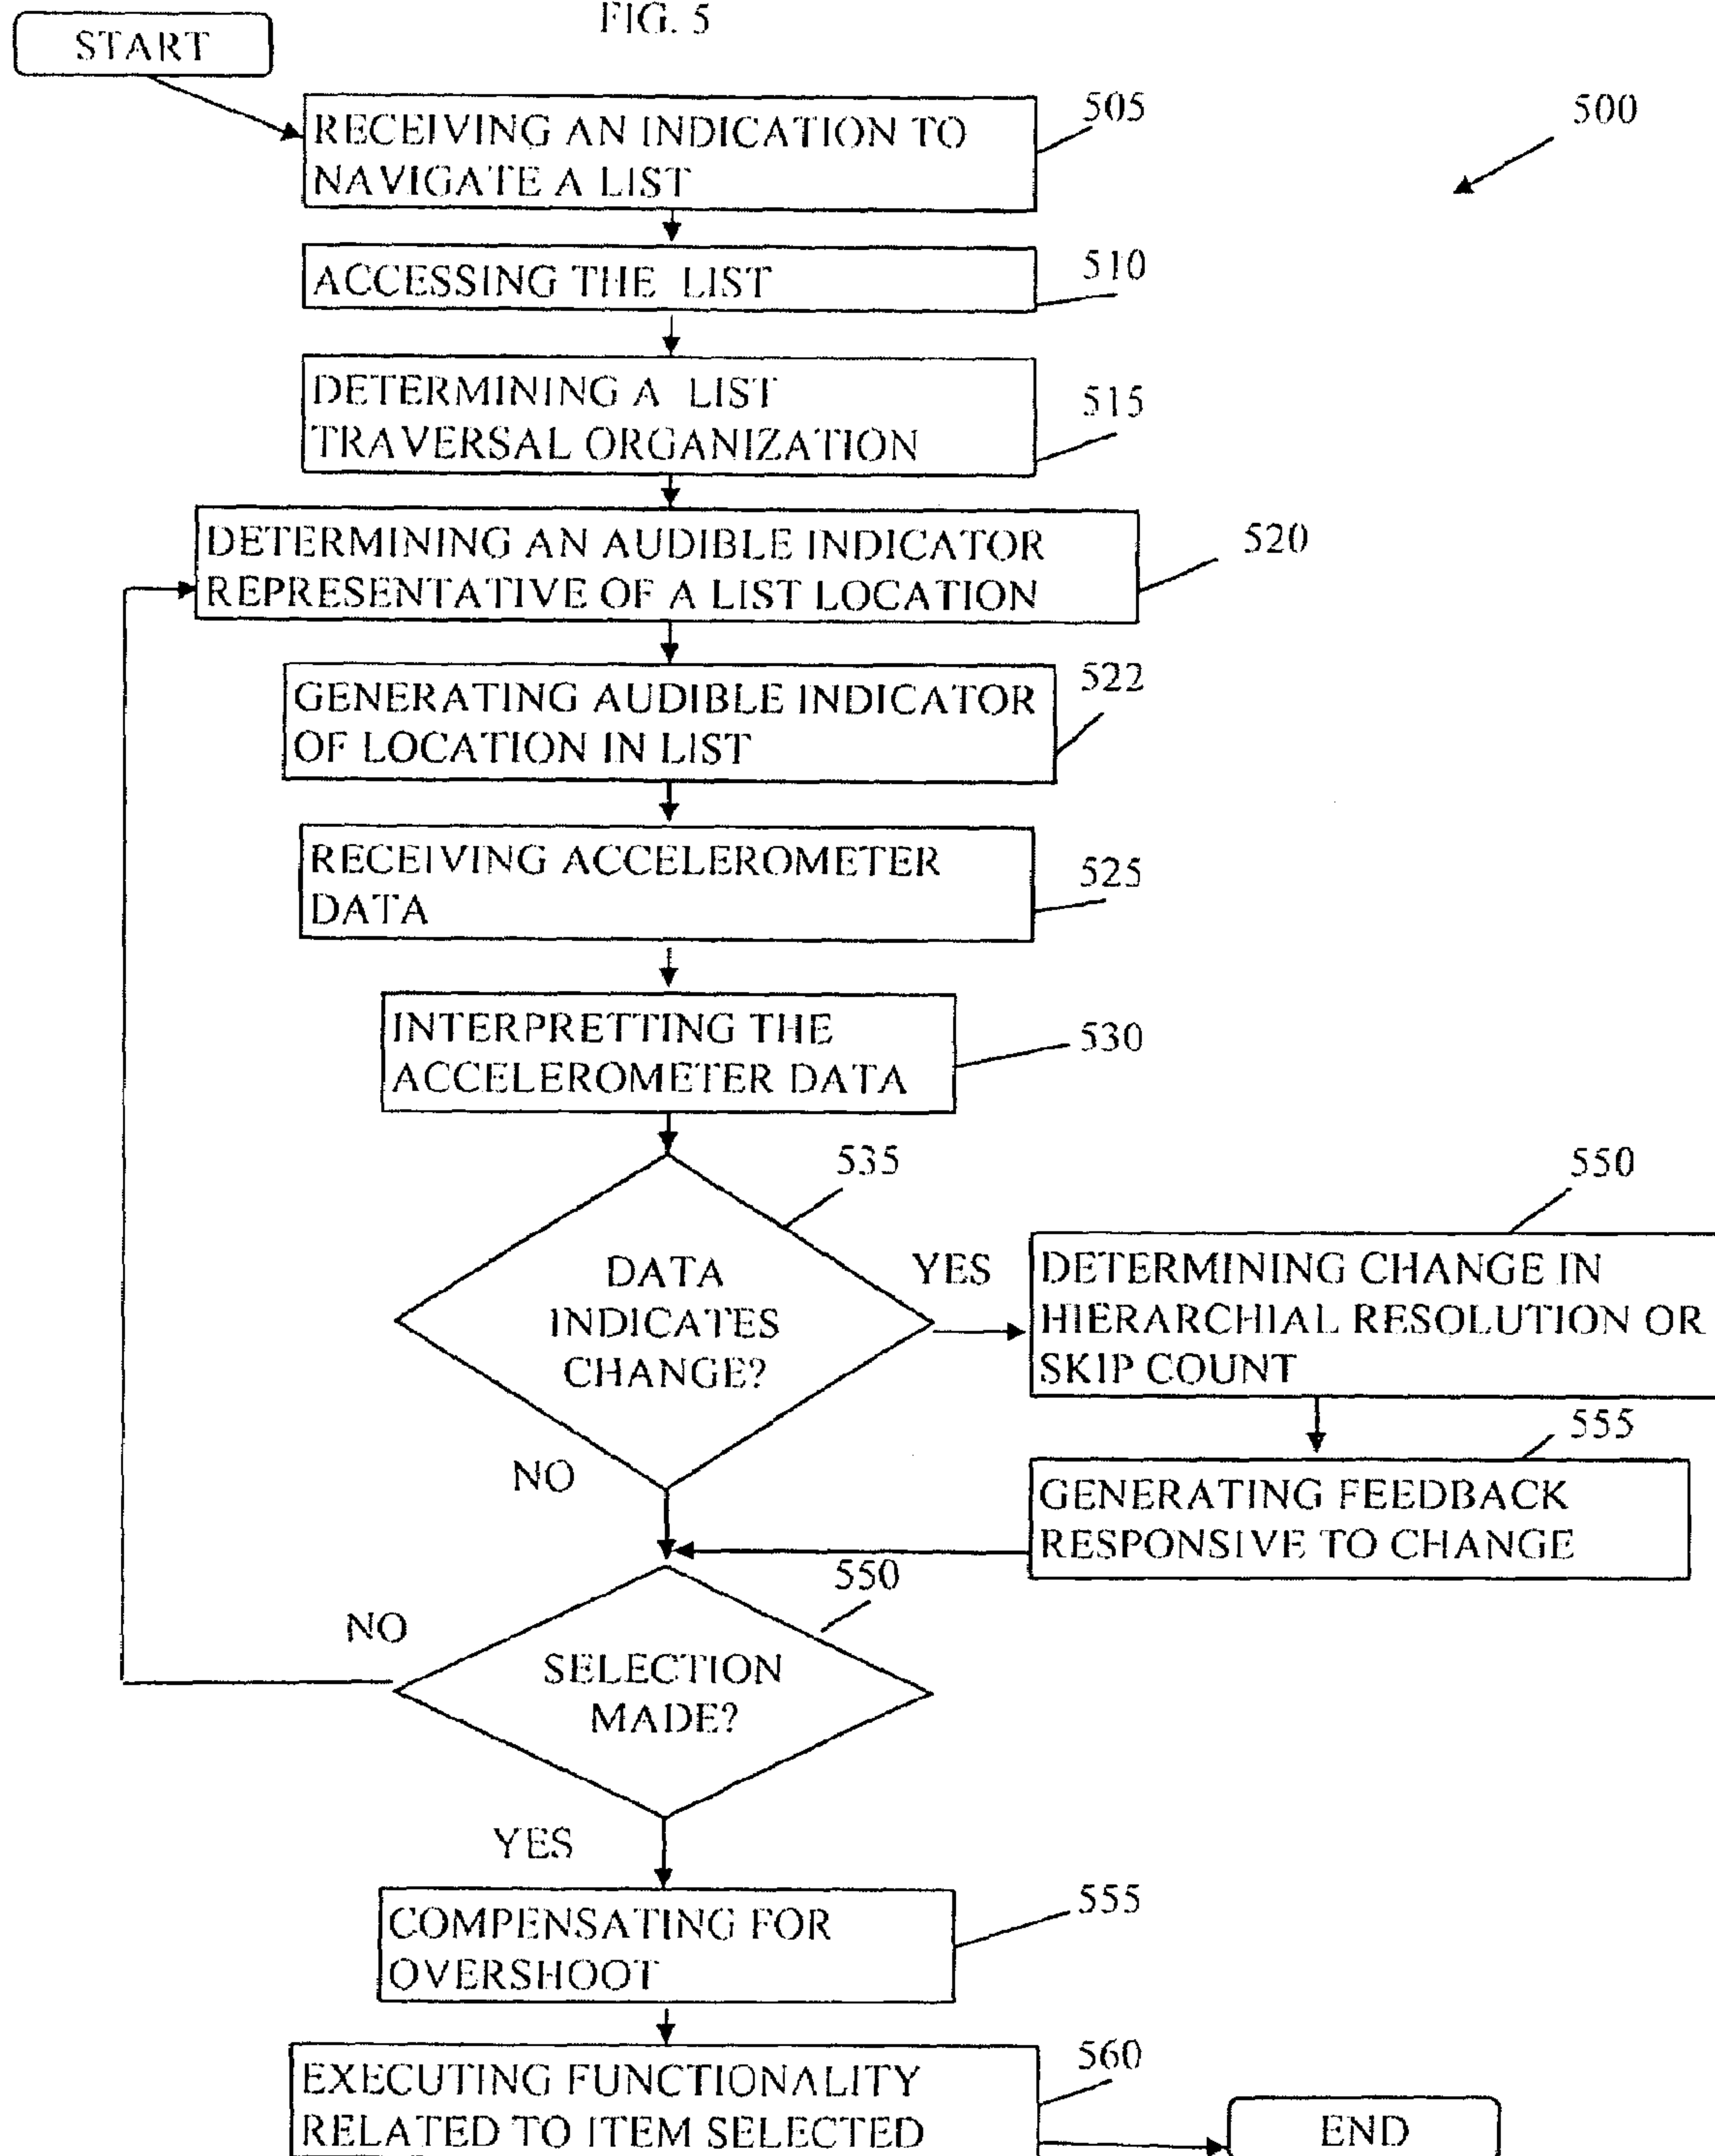 FIG. 5
START
505
500
RECEIVING AN INDICATION TO
NAVIGATE A LIST
510
ACCESSING THE LIST
DETERMINING A LIST
TRAVERSAL ORGANIZATION
515
DETERMINING AN AUDIBLE INDICATOR
REPRESENTATIVE OF A LIST LOCATION
520
GENERATING AUDIBLE INDICATOR
OF LOCATION IN LIST
522
RECEIVING ACCELEROMETER
DATA
525
INTERPRETTING THE
ACCELEROMETER DATA
530
535
550
DATA
INDICATES
CHANGE?
YES
DETERMINING CHANGE IN
HIERARCHIAL RESOLUTION OR
SKIP COUNT
555
NO
GENERATING FEEDBACK
RESPONSIVE TO CHANGE
550
NO
SELECTION
MADE?
YES
COMPENSATING FOR
OVERSHOOT
555
560
EXECUTING FUNCTIONALITY
RELATED TO ITEM SELECTED
END